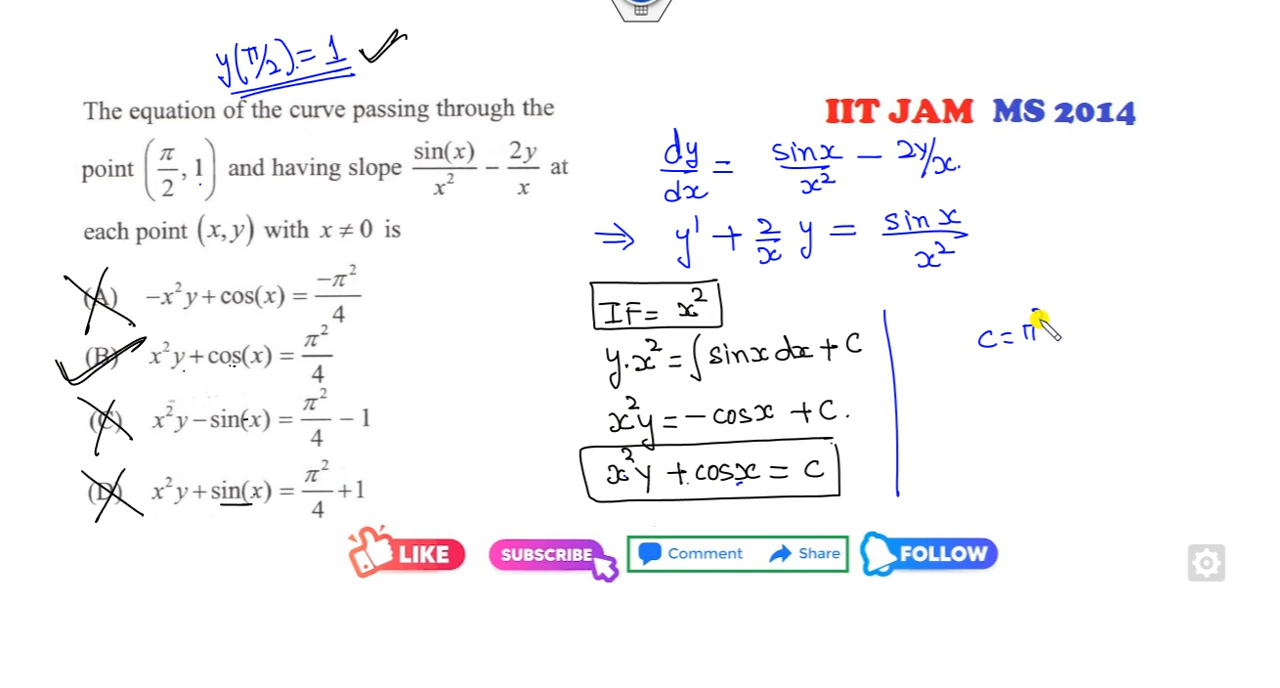 y(π/2) = 1 ✓
The equation of the curve passing through the
point (π/2, 1) and having slope sin(x)/x² − 2y/x at
each point (x, y) with x ≠ 0 is
(A) −x²y + cos(x) = −π²/4
(B) x²y + cos(x) = π²/4
(C) x²y − sin(x) = π²/4 − 1
(D) x²y + sin(x) = π²/4 + 1
IIT JAM MS 2014
dy/dx = sinx/x² − 2y/x.
⇒ y' + 2/x y = sin x/x²
IF = x²
y·x² = ∫ sinx dx + C
x²y = − cosx + C.
x²y + cosx = C
C = π²
LIKE
SUBSCRIBE
Comment
Share
FOLLOW